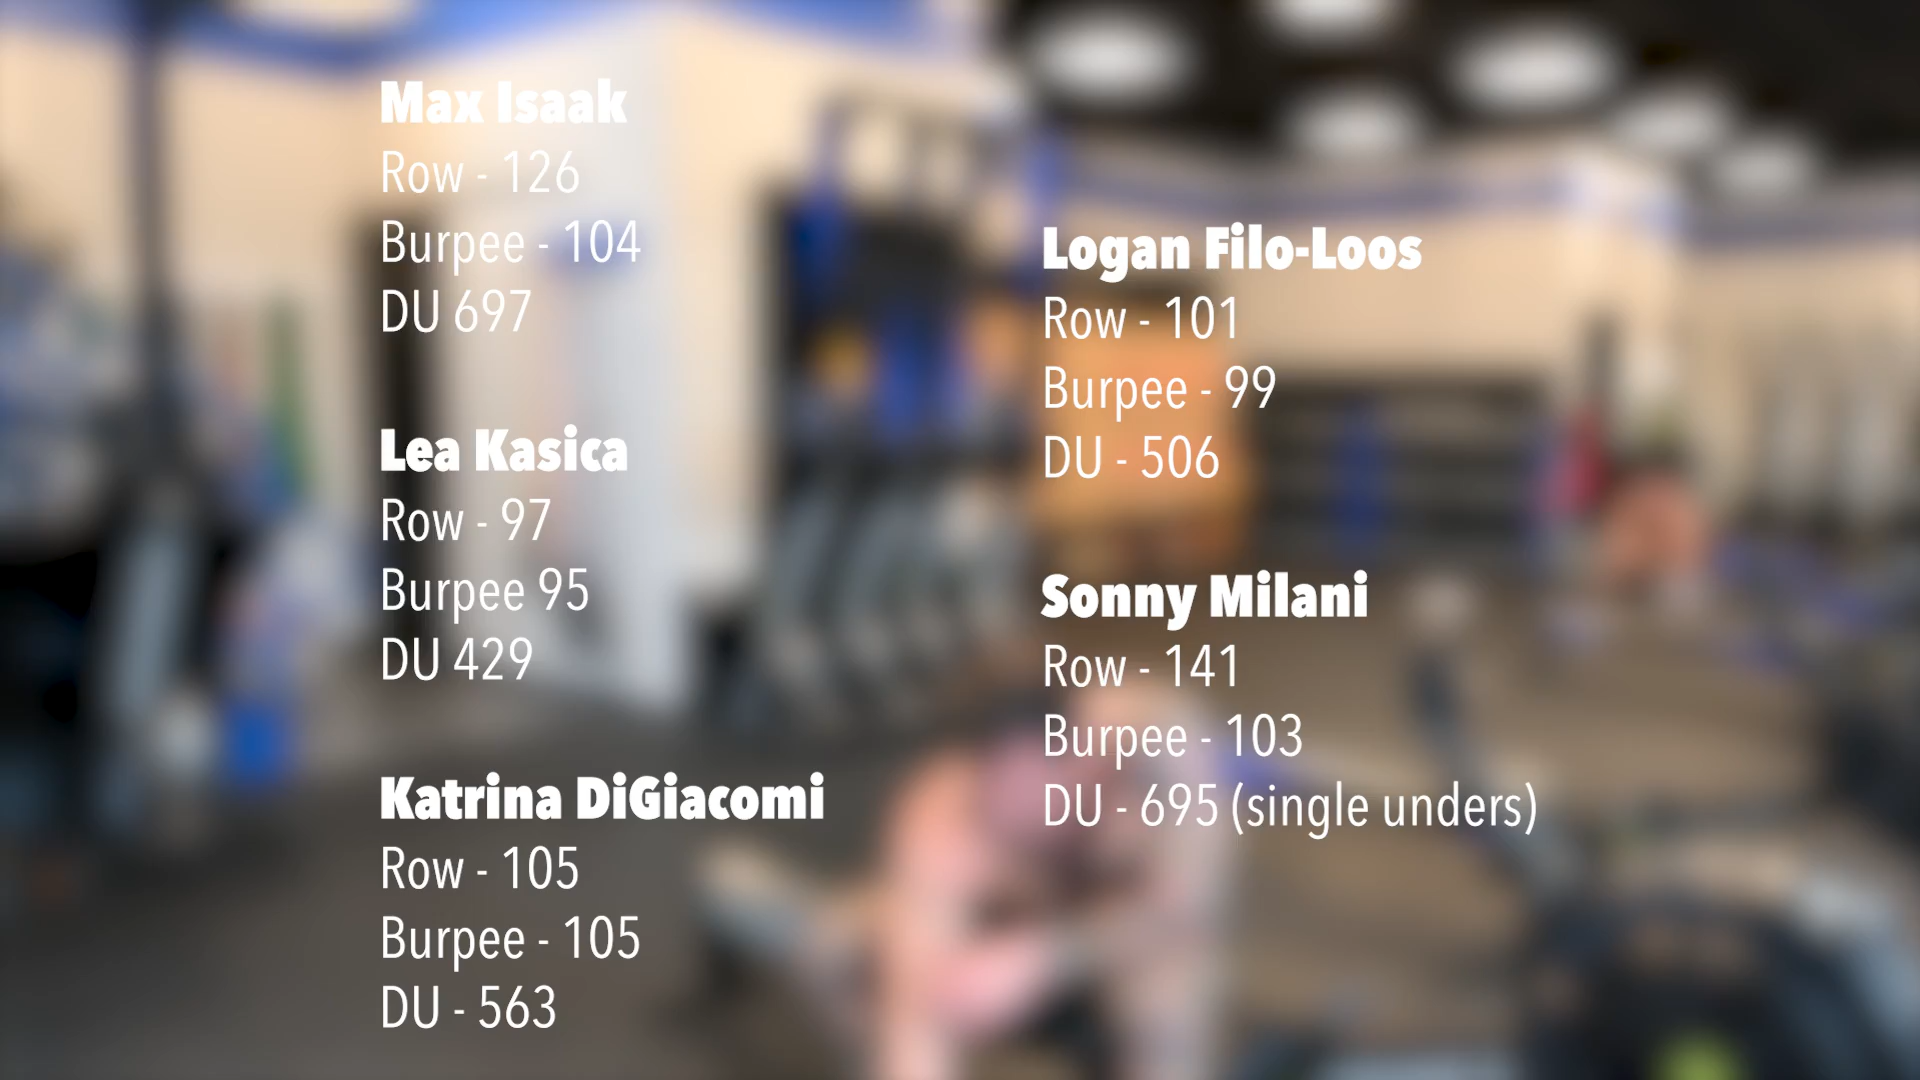 Max Isaak
Row - 126
Burpee - 104
DU 697
Lea Kasica
Row - 97
Burpee 95
DU 429
Katrina DiGiacomi
Row - 105
Burpee - 105
DU - 563
Logan Filo-Loos
Row - 101
Burpee - 99
DU - 506
Sonny Milani
Row - 141
Burpee - 103
DU - 695 (single unders)